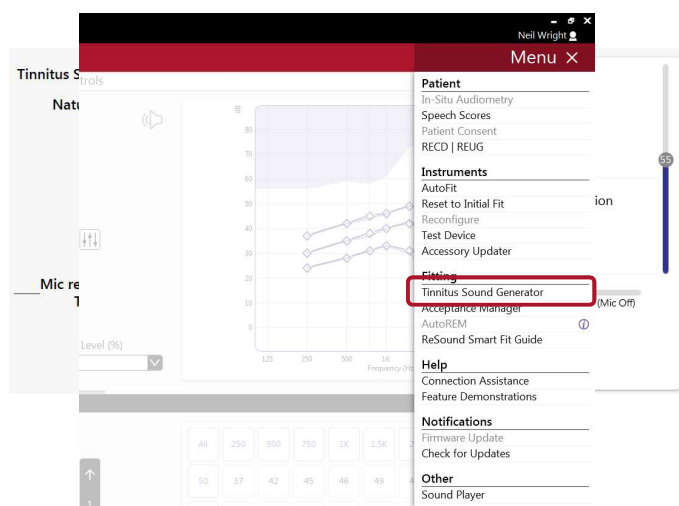 Neil Wright
Menu ×
Tinnitus S
trols
Natu
dB
80
70
60
50
40
30
20
10
0
125 250 500 1K
Frequency (Hz
Mic re
T
Level (%)
All 250 500 750 1K 1.5K 2
50 37 42 45 46 49 4
1
Patient
In-Situ Audiometry
Speech Scores
Patient Consent
RECD | REUG
Instruments
AutoFit
Reset to Initial Fit
Reconfigure
Test Device
Accessory Updater
Fitting
Tinnitus Sound Generator
Acceptance Manager
AutoREM
ReSound Smart Fit Guide
Help
Connection Assistance
Feature Demonstrations
Notifications
Firmware Update
Check for Updates
Other
Sound Player
55
ion
(Mic Off)